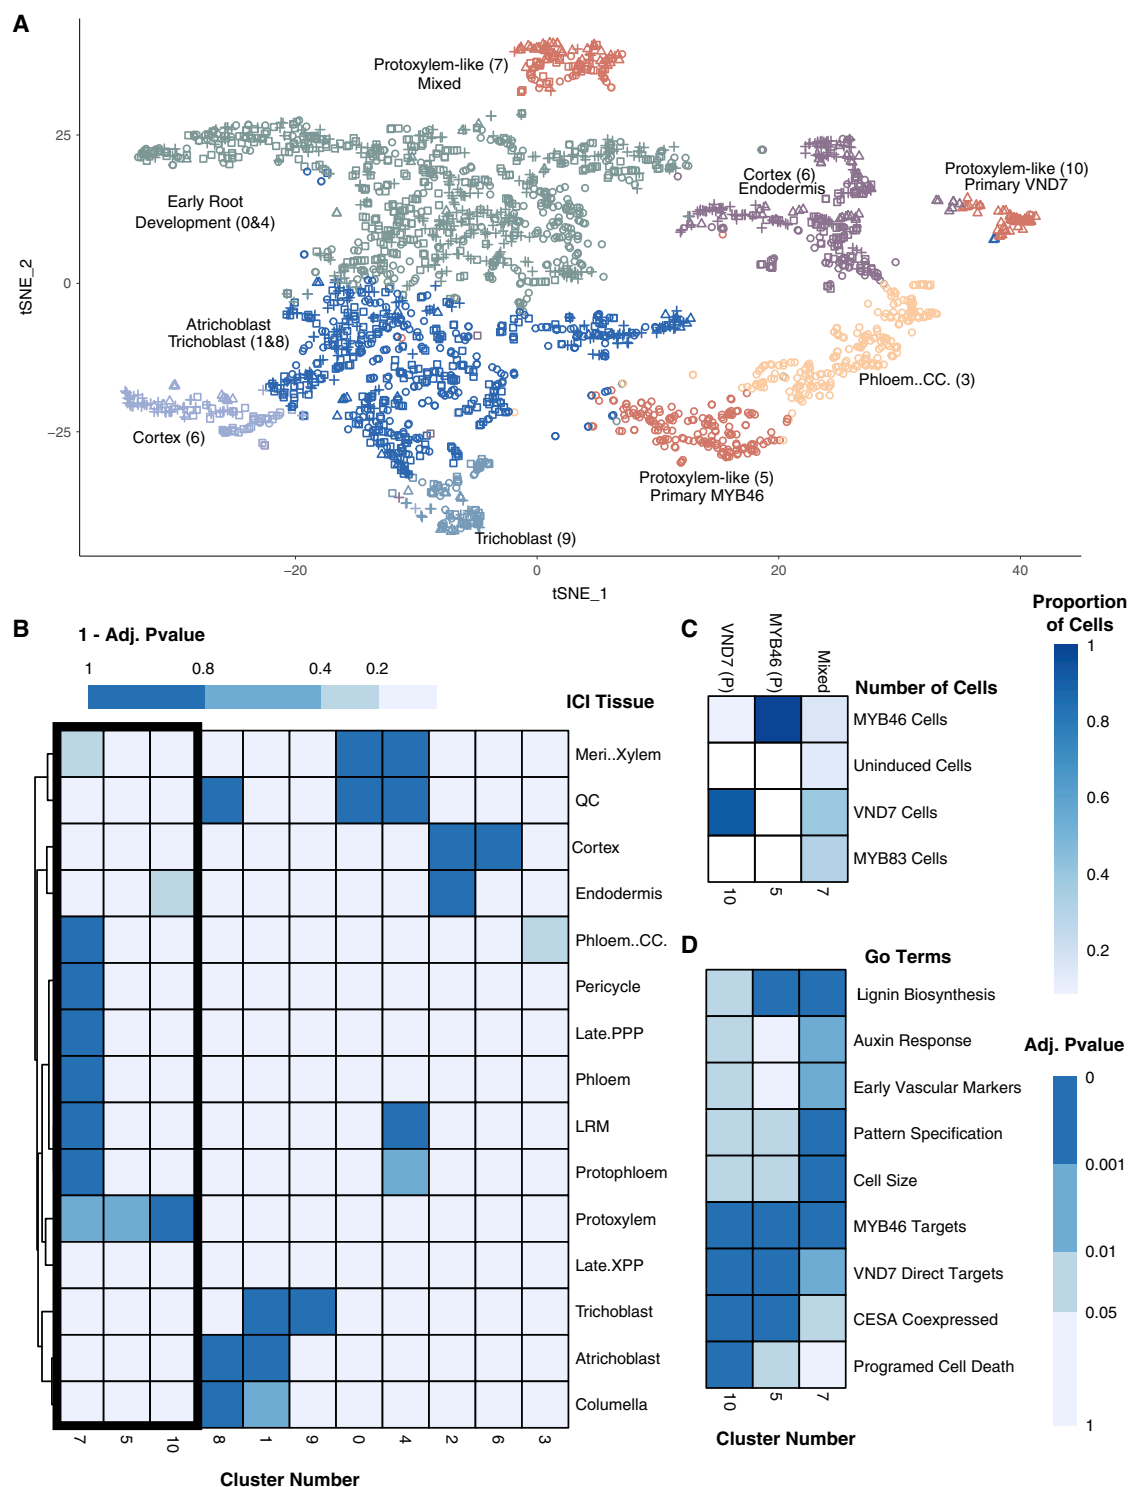 A
Protoxylem-like (7)
Mixed
25
Early Root
Development (0&4)
Cortex (6)
Endodermis
Protoxylem-like (10)
Primary VND7
tSNE_2
0
Atrichoblast
Trichoblast (1&8)
Phloem..CC. (3)
−25
Cortex (6)
Protoxylem-like (5)
Primary MYB46
Trichoblast (9)
−20
0
20
40
tSNE_1
B
1 - Adj. Pvalue
1
0.8
0.4
0.2
ICI Tissue
Meri..Xylem
QC
Cortex
Endodermis
Phloem..CC.
Pericycle
Late.PPP
Phloem
LRM
Protophloem
Protoxylem
Late.XPP
Trichoblast
Atrichoblast
Columella
7
5
10
8
1
9
0
4
2
6
3
Cluster Number
C
VND7 (P)
MYB46 (P)
Mixed
Number of Cells
MYB46 Cells
Uninduced Cells
VND7 Cells
MYB83 Cells
10
5
7
Proportion
of Cells
1
0.8
0.6
0.4
0.2
D
Go Terms
Lignin Biosynthesis
Auxin Response
Early Vascular Markers
Pattern Specification
Cell Size
MYB46 Targets
VND7 Direct Targets
CESA Coexpressed
Programed Cell Death
10
5
7
Cluster Number
Adj. Pvalue
0
0.001
0.01
0.05
1